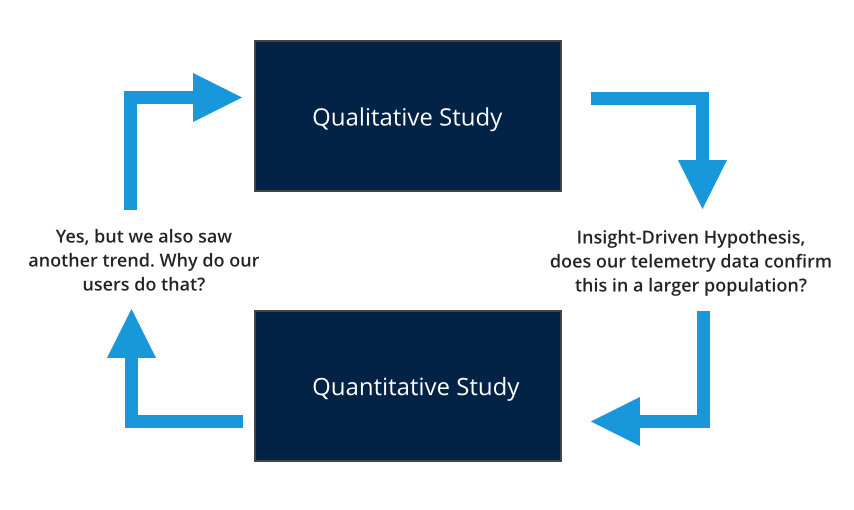 Qualitative Study
Yes, but we also saw
another trend. Why do our
users do that?
Insight-Driven Hypothesis,
does our telemetry data confirm
this in a larger population?
Quantitative Study